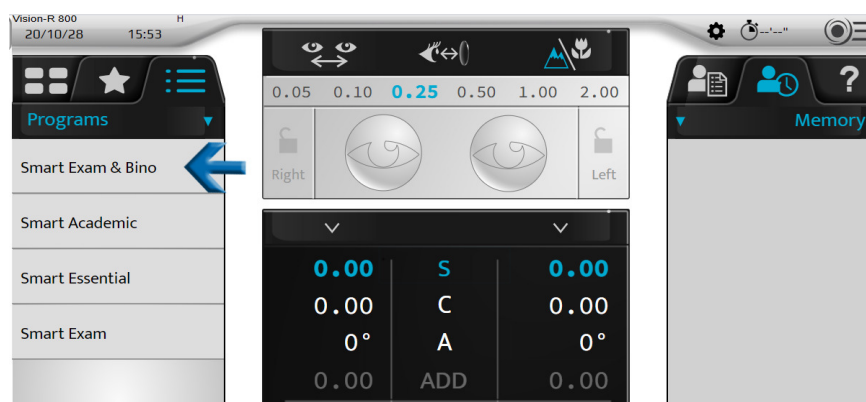 Vision-R 800 H
20/10/28 15:53
--'--"
Programs
Smart Exam & Bino
Smart Academic
Smart Essential
Smart Exam
0.05 0.10 0.25 0.50 1.00 2.00
Right Left
0.00 S 0.00
0.00 C 0.00
0° A 0°
0.00 ADD 0.00
?
Memory